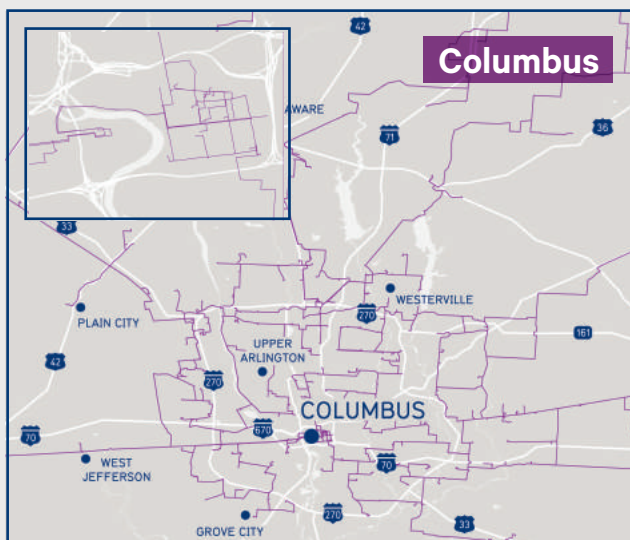 42
Columbus
AWARE
71
36
33
WESTERVILLE
PLAIN CITY
270
161
UPPER
ARLINGTON
42
270
COLUMBUS
670
70
WEST
JEFFERSON
70
270
GROVE CITY
33